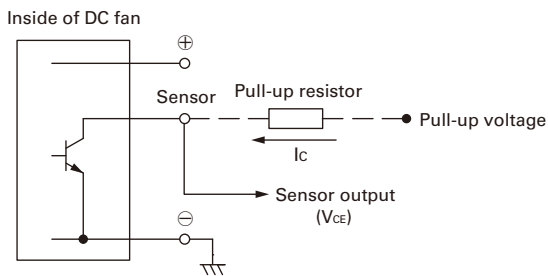 Inside of DC fan
⊕
Sensor
Pull-up resistor
Pull-up voltage
Ic
Sensor output
(VCE)
⊖